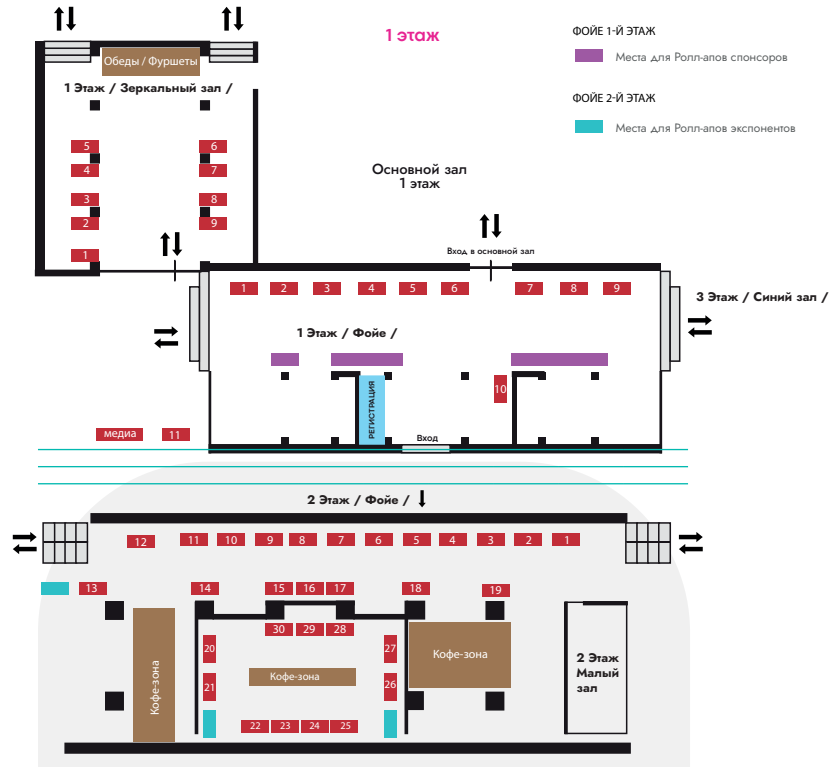 1 этаж
ФОЙЕ 1-Й ЭТАЖ
Места для Ролл-апов спонсоров
ФОЙЕ 2-Й ЭТАЖ
Места для Ролл-апов экспонентов
Обеды / Фуршеты
1 Этаж / Зеркальный зал /
5 6
4 7
3 8
2 9
1
Основной зал
1 этаж
Вход в основной зал
1 2 3 4 5 6 7 8 9
3 Этаж / Синий зал /
1 Этаж / Фойе /
10
РЕГИСТРАЦИЯ
Вход
медиа 11
2 Этаж / Фойе /
12 11 10 9 8 7 6 5 4 3 2 1
13 14 15 16 17 18 19
30 29 28
20 27
21 26
Кофе-зона
Кофе-зона
Кофе-зона
22 23 24 25
2 Этаж
Малый
зал